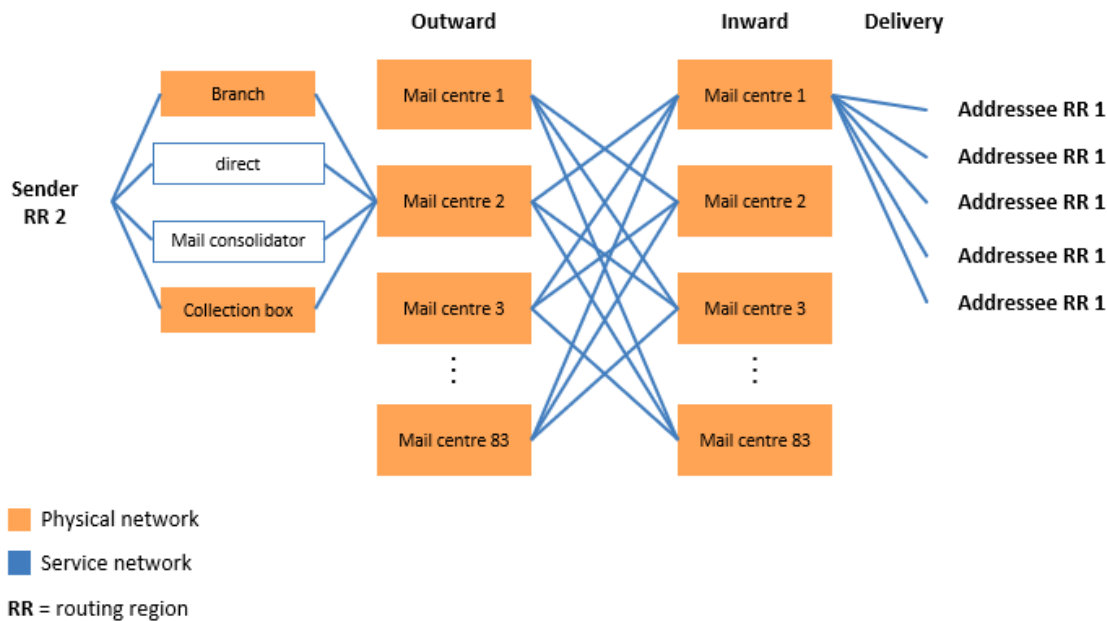 Outward
Inward
Delivery
Sender
RR 2
Branch
direct
Mail consolidator
Collection box
Mail centre 1
Mail centre 2
Mail centre 3
⋮
Mail centre 83
Mail centre 1
Mail centre 2
Mail centre 3
⋮
Mail centre 83
Addressee RR 1
Addressee RR 1
Addressee RR 1
Addressee RR 1
Addressee RR 1
Physical network
Service network
RR = routing region